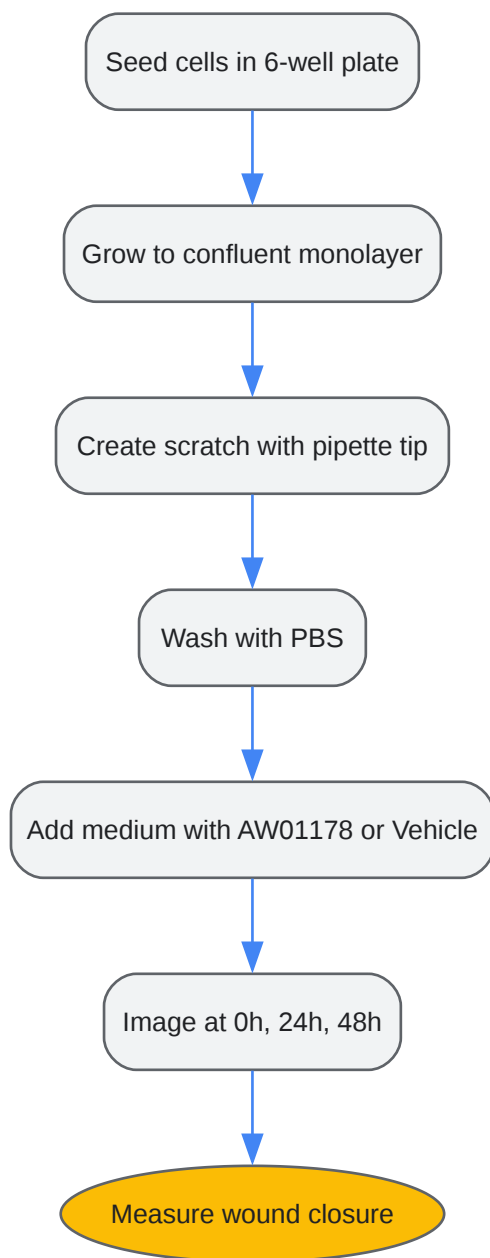 Seed cells in 6-well plate
Grow to confluent monolayer
Create scratch with pipette tip
Wash with PBS
Add medium with AW01178 or Vehicle
Image at 0h, 24h, 48h
Measure wound closure